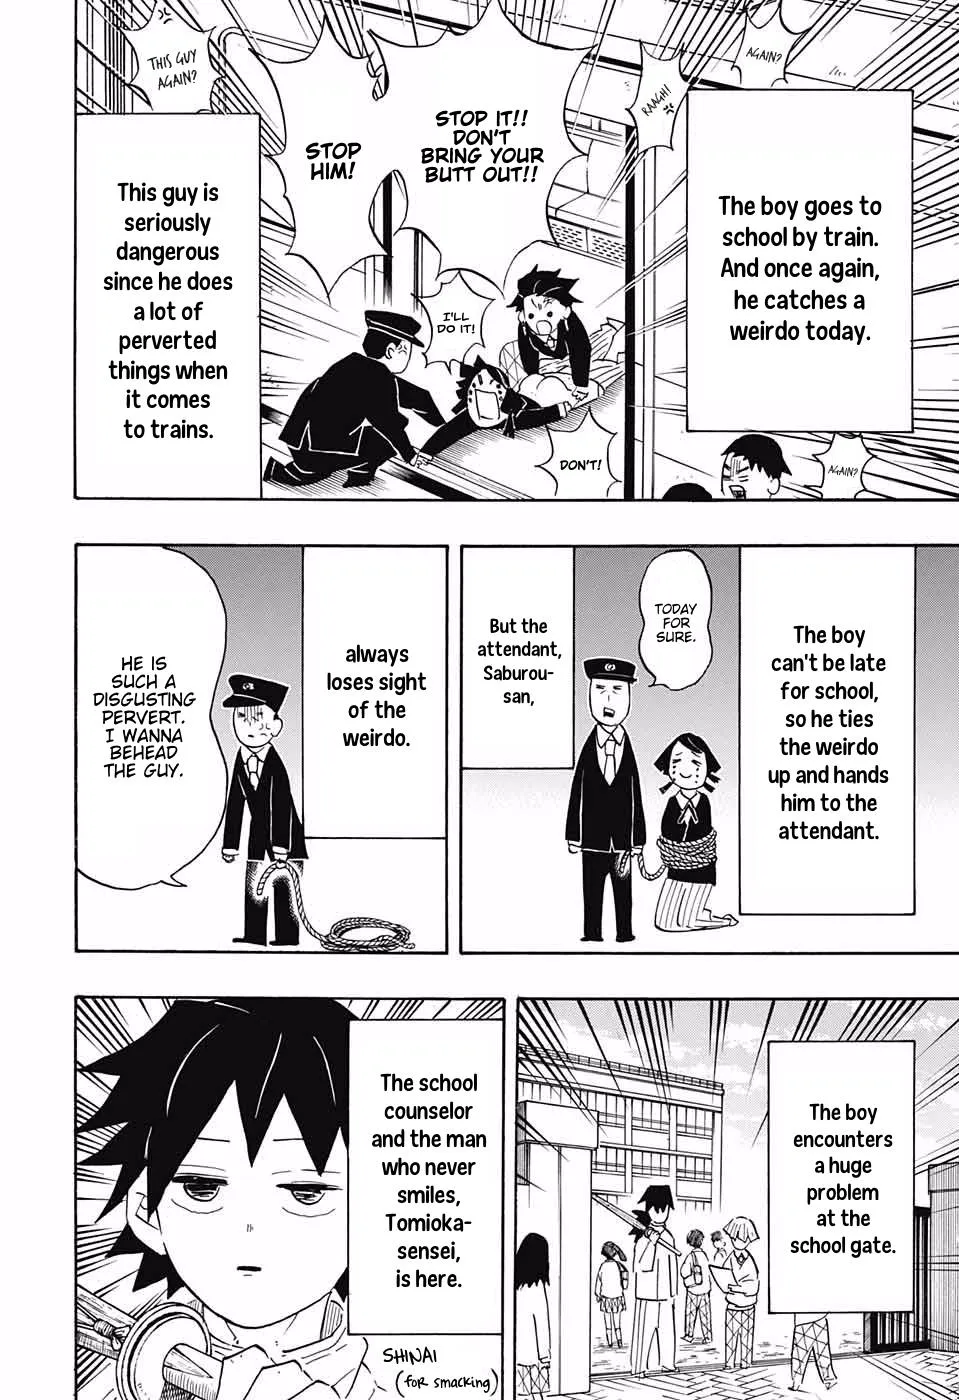 The boy goes to
school by train.
And once again,
he catches a
weirdo today.
AGAIN?
RAAGH!
STOP IT!!
DON'T
BRING YOUR
BUTT OUT!!
STOP
HIM!
THIS GUY
AGAIN?
I'LL
DO IT!
DON'T!
AGAIN?
This guy is
seriously
dangerous
since he does
a lot of
perverted
things when
it comes
to trains.
The boy
can't be late
for school,
so he ties
the weirdo
up and hands
him to the
attendant.
TODAY
FOR
SURE.
But the
attendant,
Saburou-
san,
always
loses sight
of the
weirdo.
HE IS
SUCH A
DISGUSTING
PERVERT.
I WANNA
BEHEAD
THE GUY.
The boy
encounters
a huge
problem
at the
school gate.
The school
counselor
and the man
who never
smiles,
Tomioka-
sensei,
is here.
SHINAI
(for smacking)